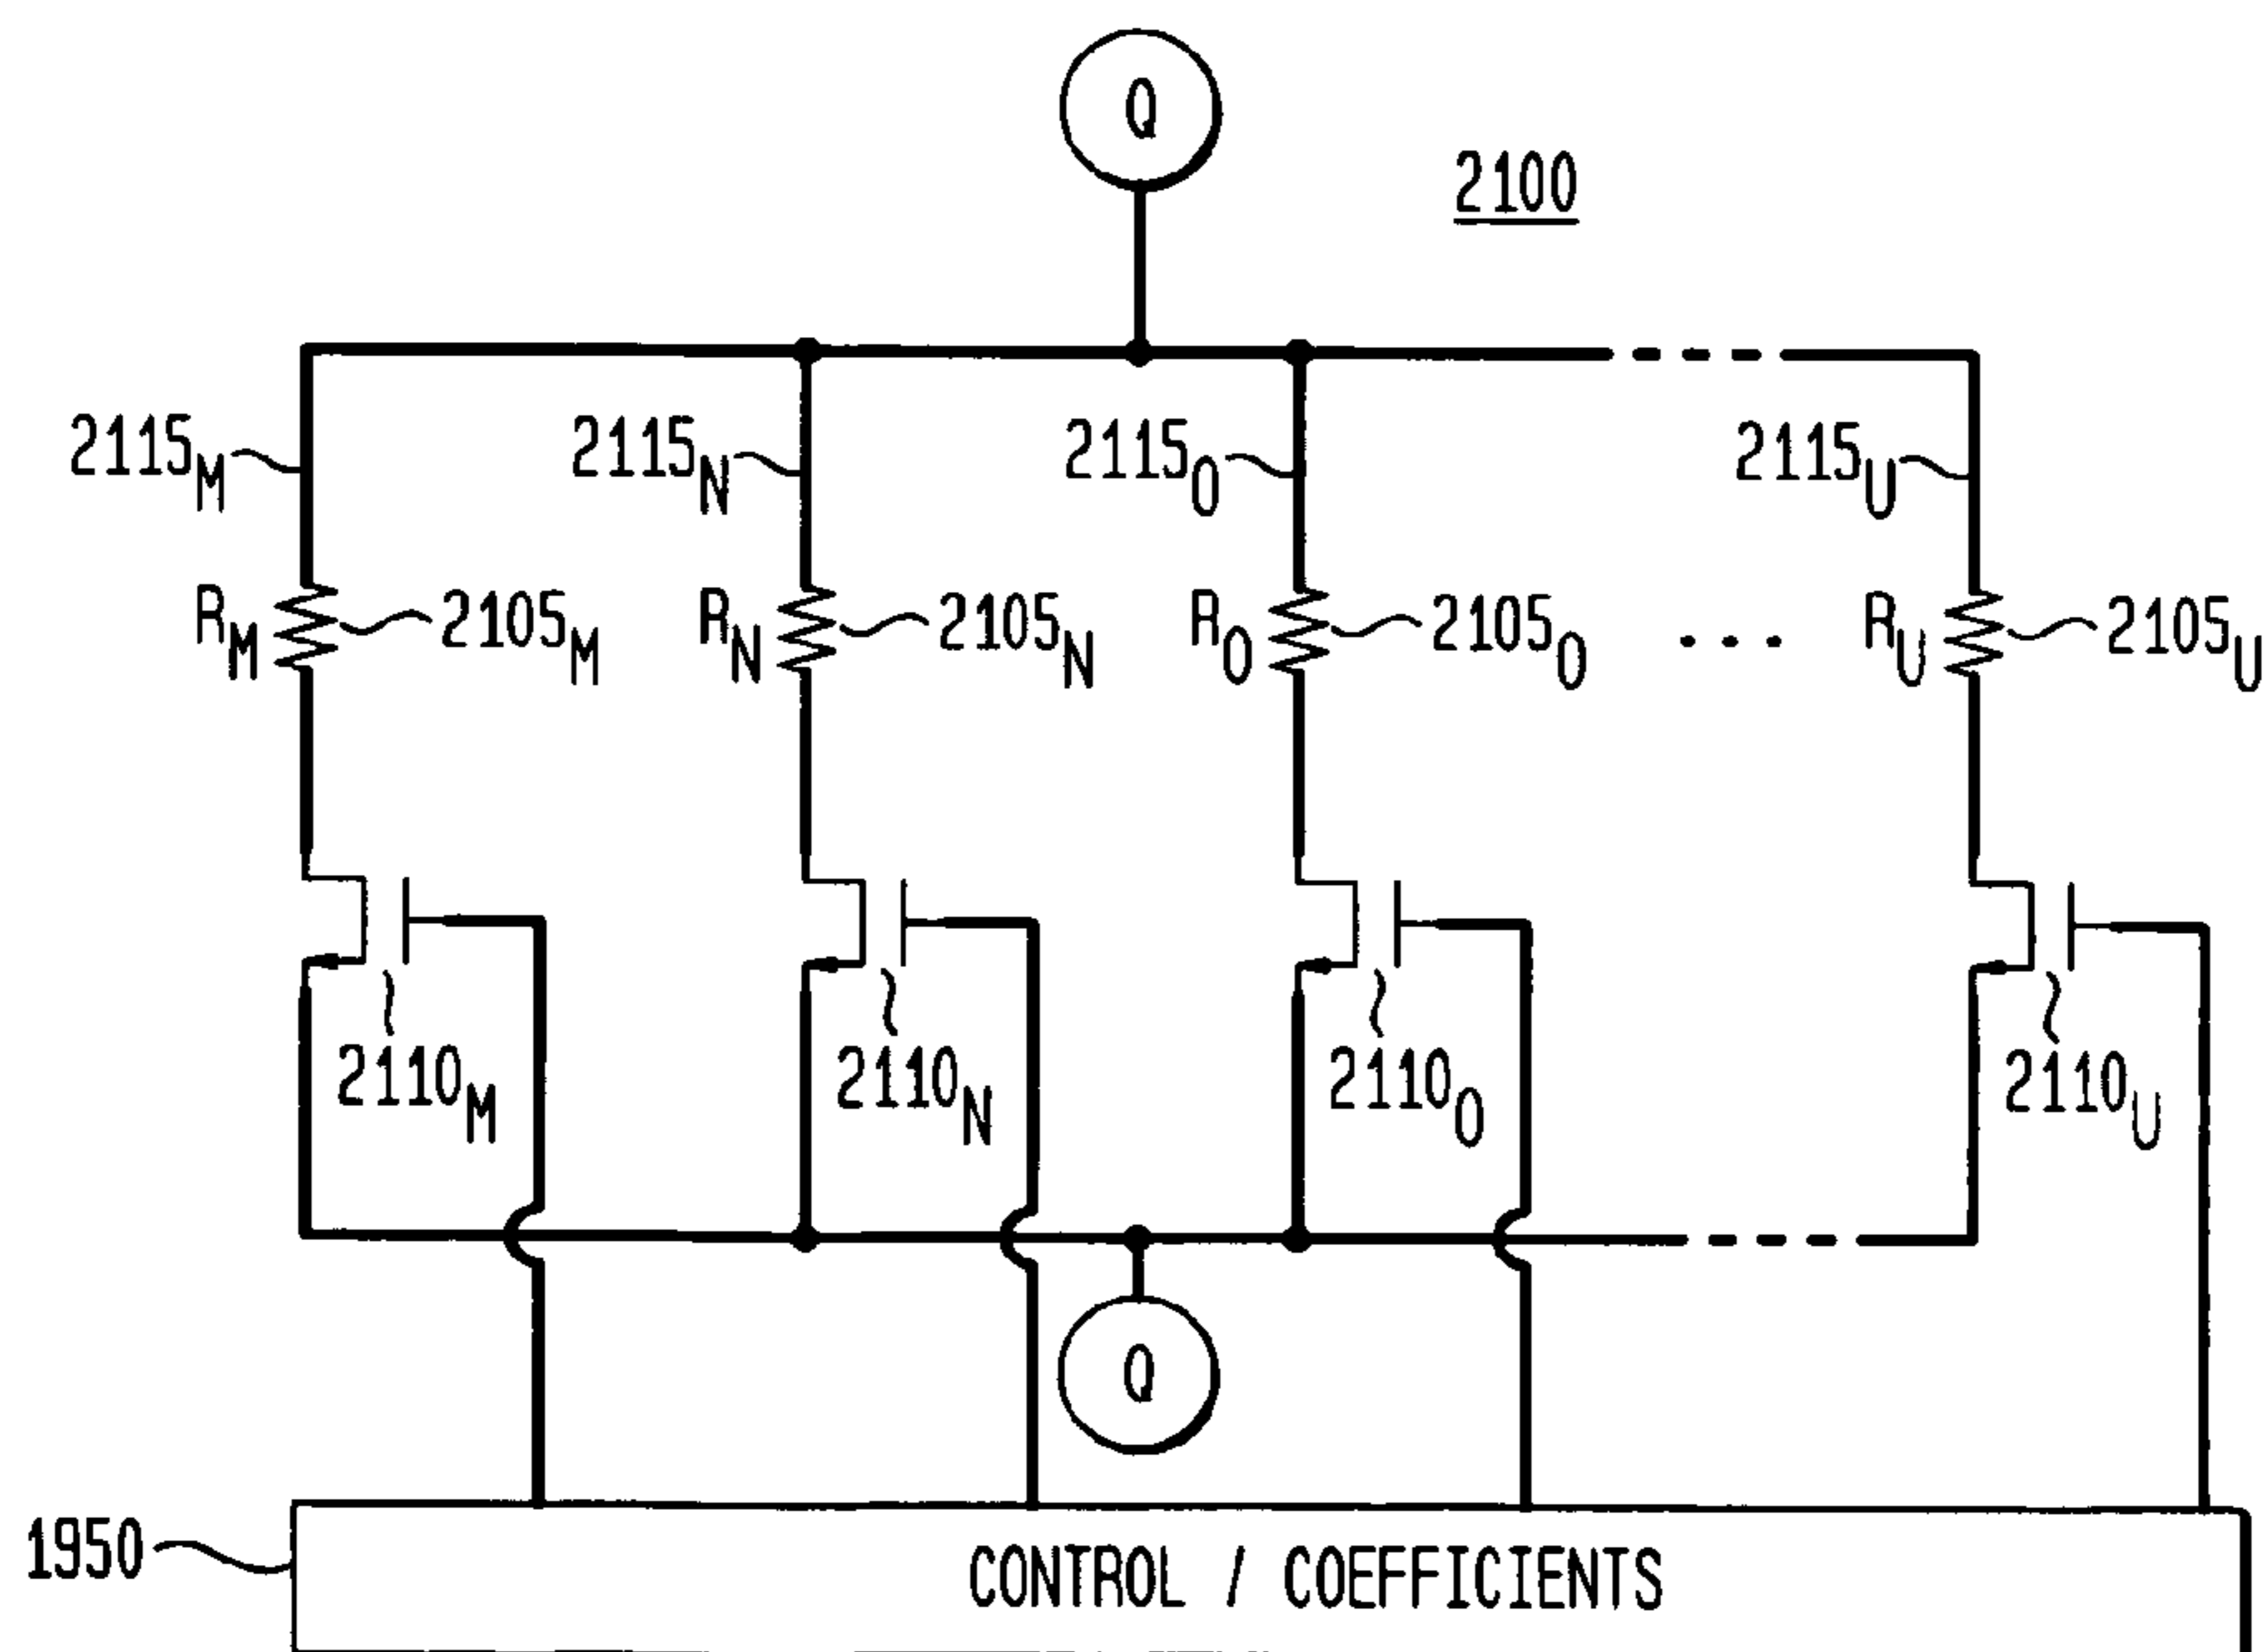 Q
2100
2115M
2115N
2115O
2115U
RM
2105M
RN
2105N
RO
2105O
. . .
RU
2105U
2110M
2110N
2110O
2110U
Q
1950
CONTROL / COEFFICIENTS